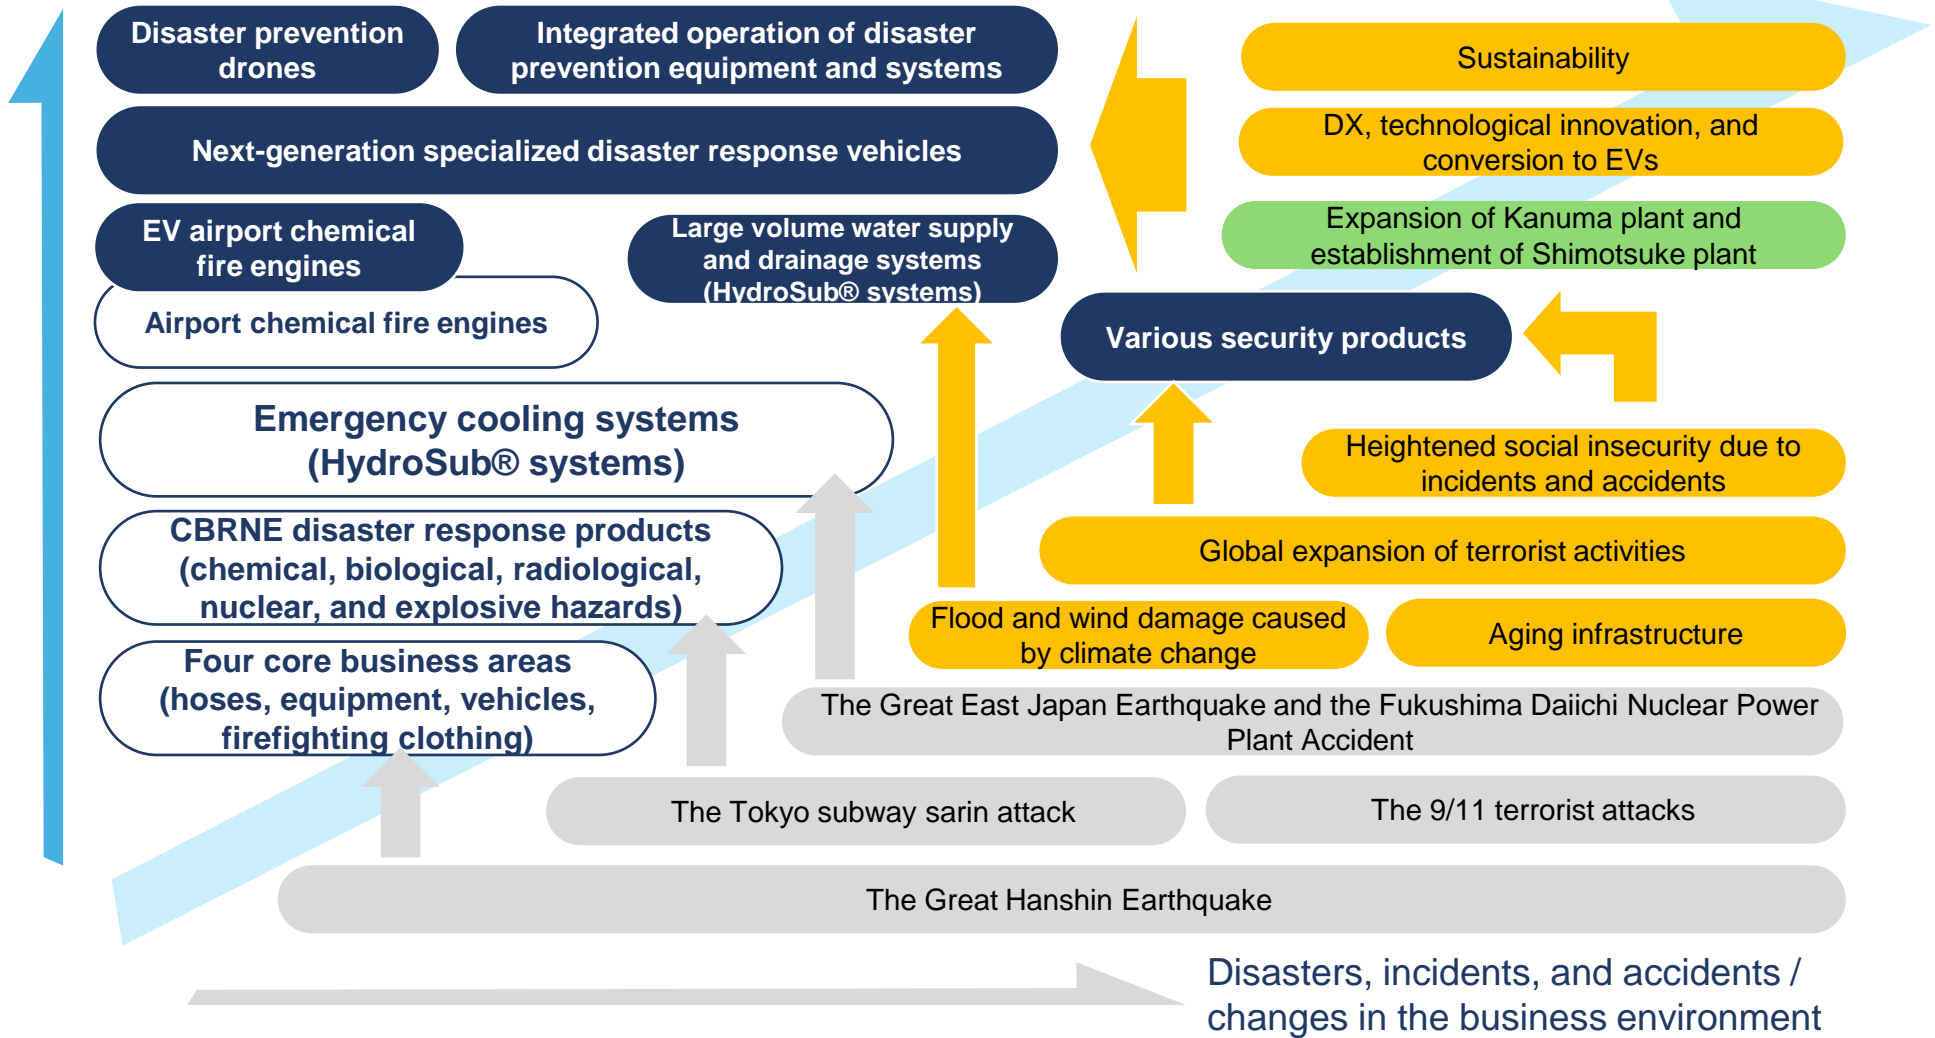 Disaster prevention
drones
Integrated operation of disaster
prevention equipment and systems
Next-generation specialized disaster response vehicles
EV airport chemical
fire engines
Large volume water supply
and drainage systems
(HydroSub® systems)
Airport chemical fire engines
Emergency cooling systems
(HydroSub® systems)
CBRNE disaster response products
(chemical, biological, radiological,
nuclear, and explosive hazards)
Four core business areas
(hoses, equipment, vehicles,
firefighting clothing)
Sustainability
DX, technological innovation, and
conversion to EVs
Expansion of Kanuma plant and
establishment of Shimotsuke plant
Various security products
Heightened social insecurity due to
incidents and accidents
Global expansion of terrorist activities
Flood and wind damage caused
by climate change
Aging infrastructure
The Great East Japan Earthquake and the Fukushima Daiichi Nuclear Power
Plant Accident
The Tokyo subway sarin attack
The 9/11 terrorist attacks
The Great Hanshin Earthquake
Disasters, incidents, and accidents /
changes in the business environment